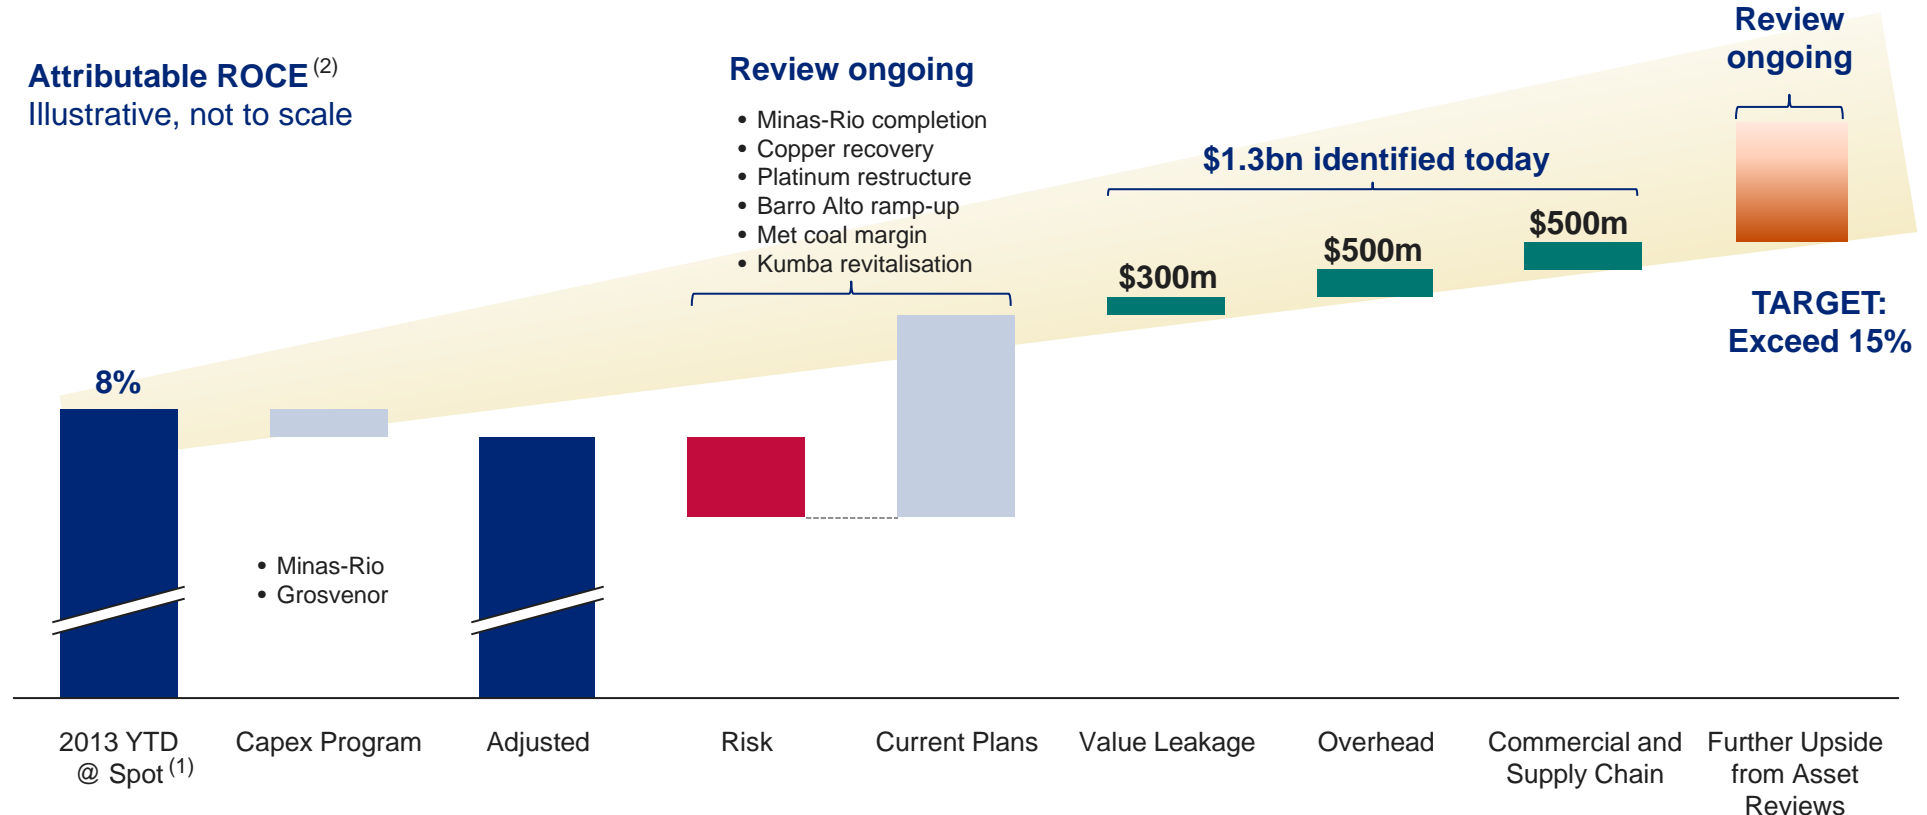 Attributable ROCE (2)
Illustrative, not to scale
Review ongoing
• Minas-Rio completion
• Copper recovery
• Platinum restructure
• Barro Alto ramp-up
• Met coal margin
• Kumba revitalisation
$1.3bn identified today
Review
ongoing
$300m
$500m
$500m
TARGET:
Exceed 15%
8%
• Minas-Rio
• Grosvenor
2013 YTD
@ Spot (1)
Capex Program
Adjusted
Risk
Current Plans
Value Leakage
Overhead
Commercial and
Supply Chain
Further Upside
from Asset
Reviews